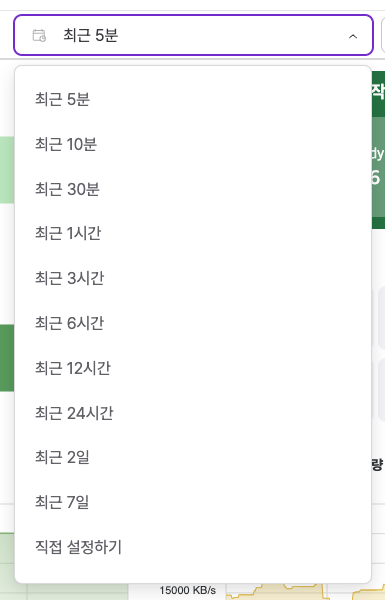 최근 5분
작
dy
6
최근 5분
최근 10분
최근 30분
최근 1시간
최근 3시간
최근 6시간
최근 12시간
최근 24시간
최근 2일
량
최근 7일
직접 설정하기
15000 KB/s